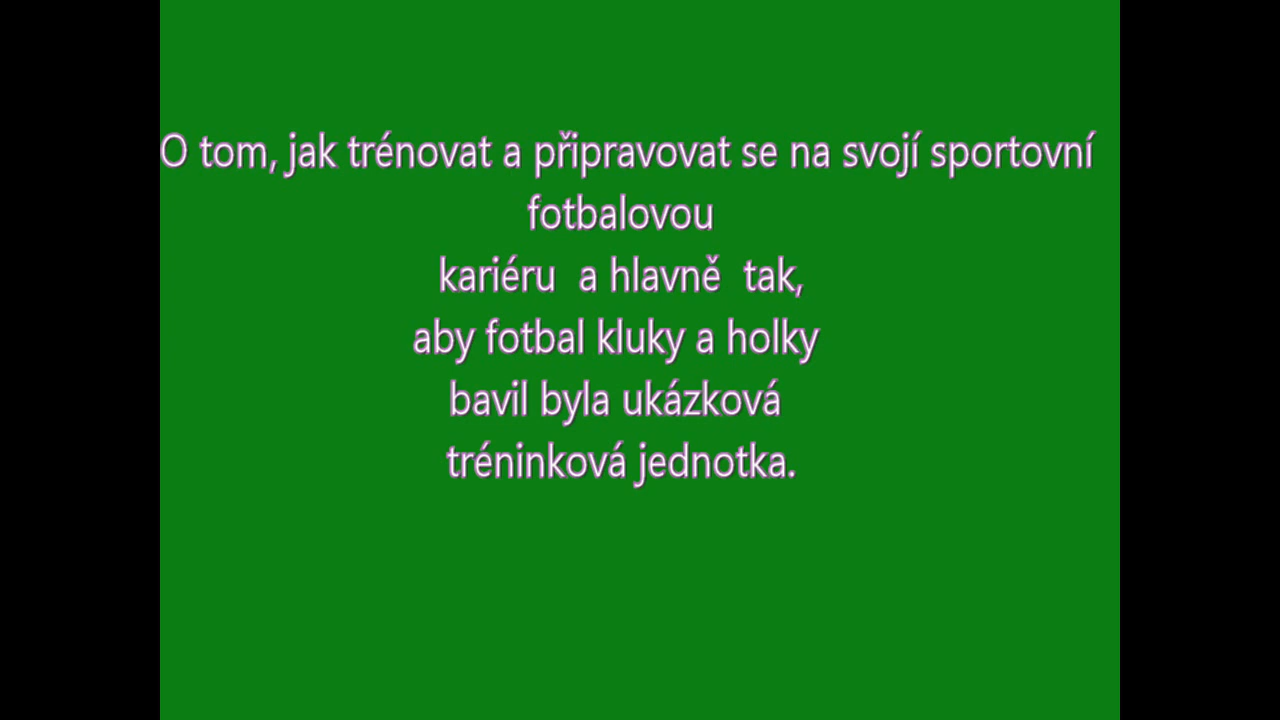 O tom, jak trénovat a připravovat se na svojí sportovní
fotbalovou
kariéru  a hlavně  tak,
aby fotbal kluky a holky
bavil byla ukázková
tréninková jednotka.